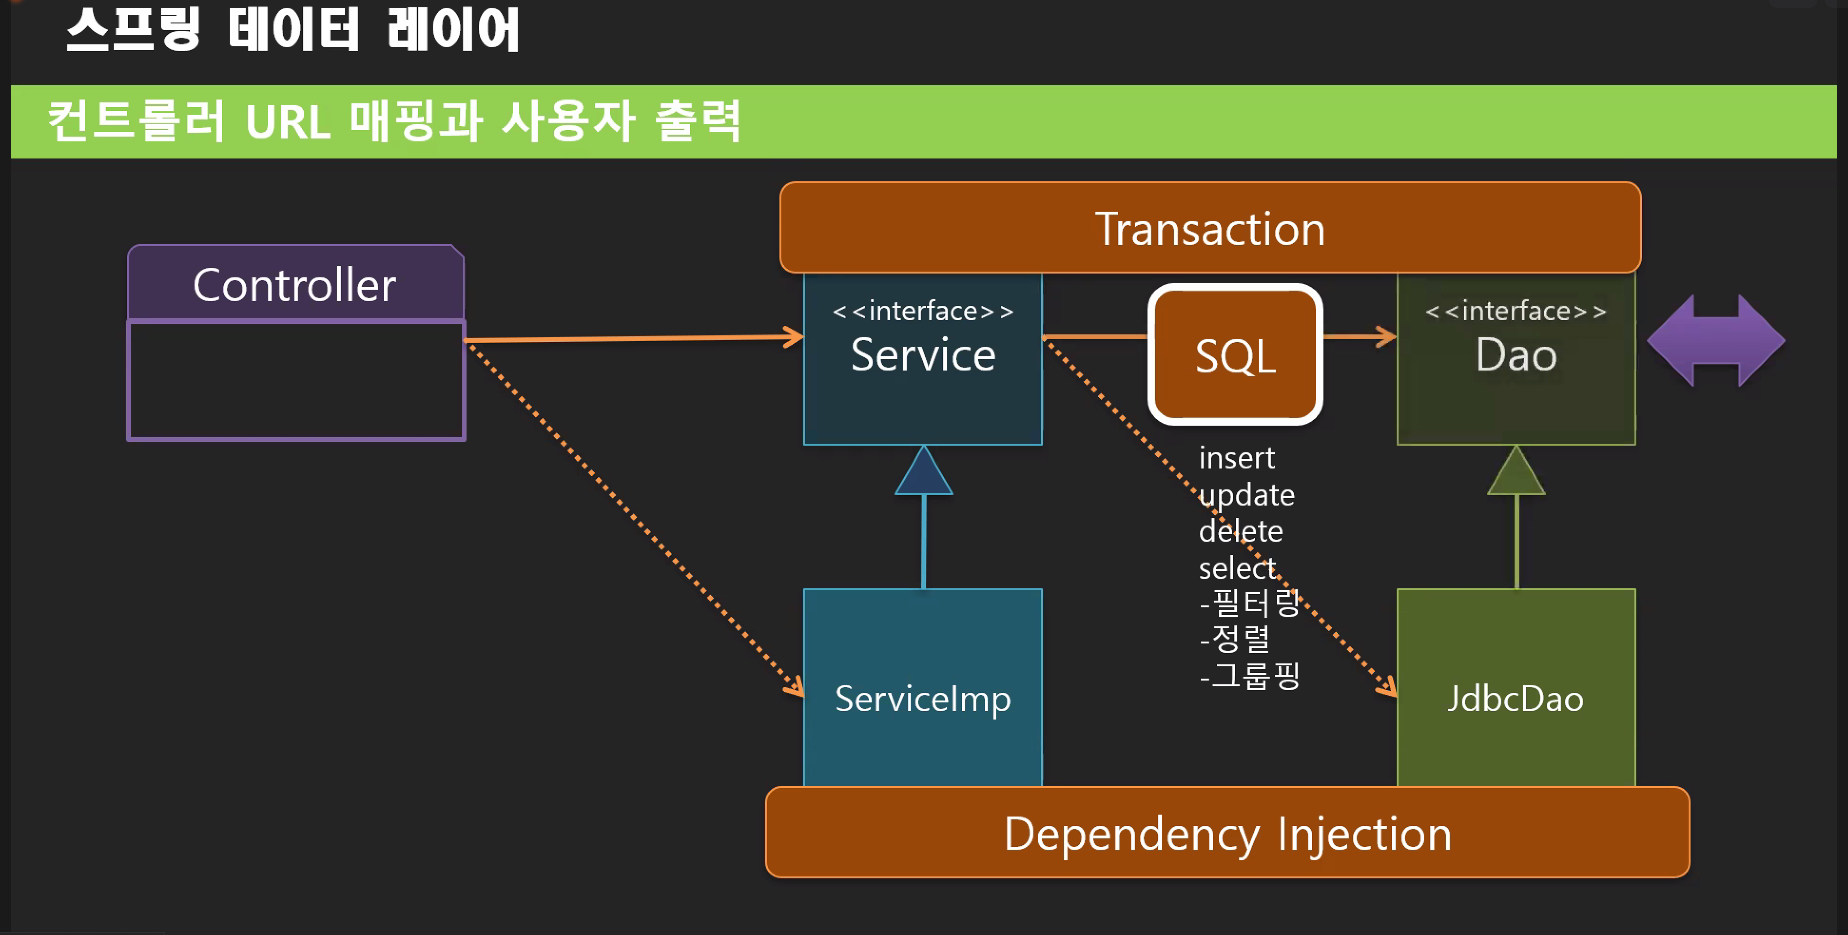 스프링 데이터 레이어
컨트롤러 URL 매핑과 사용자 출력
Transaction
Controller
<<interface>>
Service
SQL
<<interface>>
Dao
insert
update
delete
select
-필터링
-정렬
-그룹핑
ServiceImp
JdbcDao
Dependency Injection